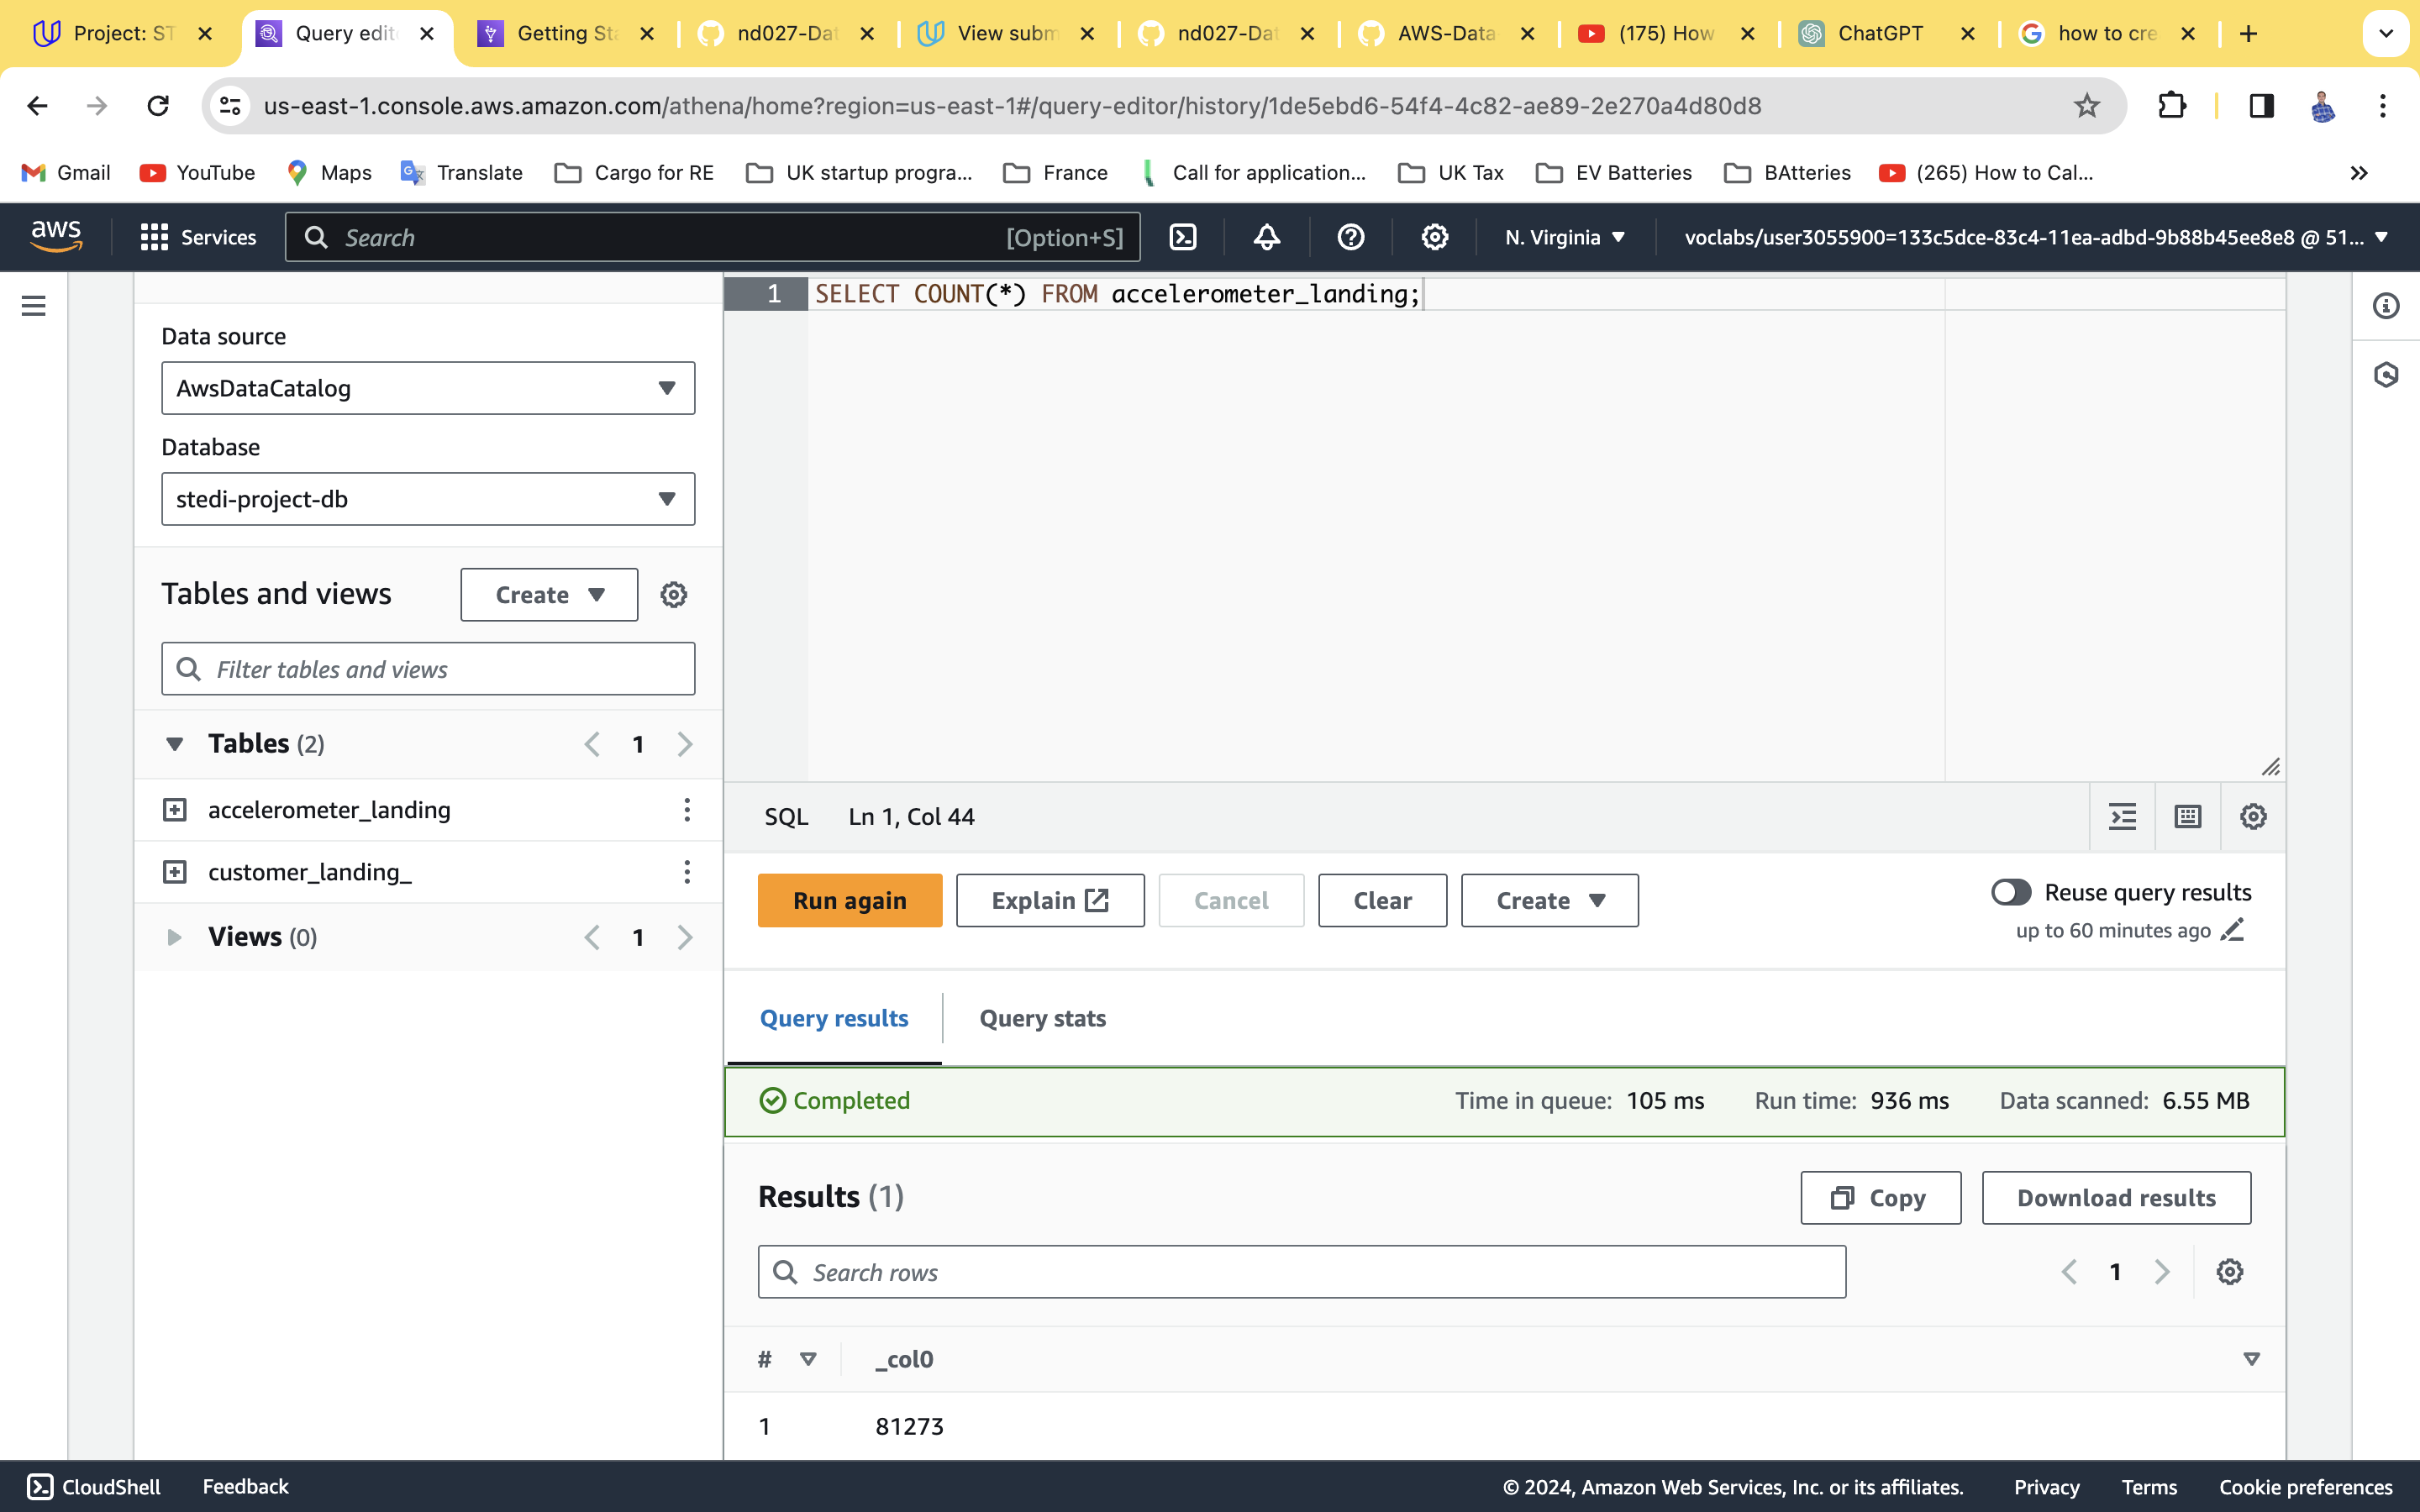 Project: ST
Query edit
Getting Sta
nd027-Dat
View subm
nd027-Dat
AWS-Data-
(175) How
ChatGPT
how to cre
us-east-1.console.aws.amazon.com/athena/home?region=us-east-1#/query-editor/history/1de5ebd6-54f4-4c82-ae89-2e270a4d80d8
Gmail
YouTube
Maps
Translate
Cargo for RE
UK startup progra...
France
Call for application...
UK Tax
EV Batteries
BAtteries
(265) How to Cal...
aws
Services
Search
[Option+S]
N. Virginia
voclabs/user3055900=133c5dce-83c4-11ea-adbd-9b88b45ee8e8 @ 51...
Data source
AwsDataCatalog
Database
stedi-project-db
Tables and views
Create
Filter tables and views
Tables (2)
1
accelerometer_landing
customer_landing_
Views (0)
1
1 SELECT COUNT(*) FROM accelerometer_landing;
SQL
Ln 1, Col 44
Run again
Explain
Cancel
Clear
Create
Reuse query results
up to 60 minutes ago
Query results
Query stats
Completed
Time in queue: 105 ms
Run time: 936 ms
Data scanned: 6.55 MB
Results (1)
Copy
Download results
Search rows
1
# _col0
1 81273
CloudShell
Feedback
© 2024, Amazon Web Services, Inc. or its affiliates.
Privacy
Terms
Cookie preferences